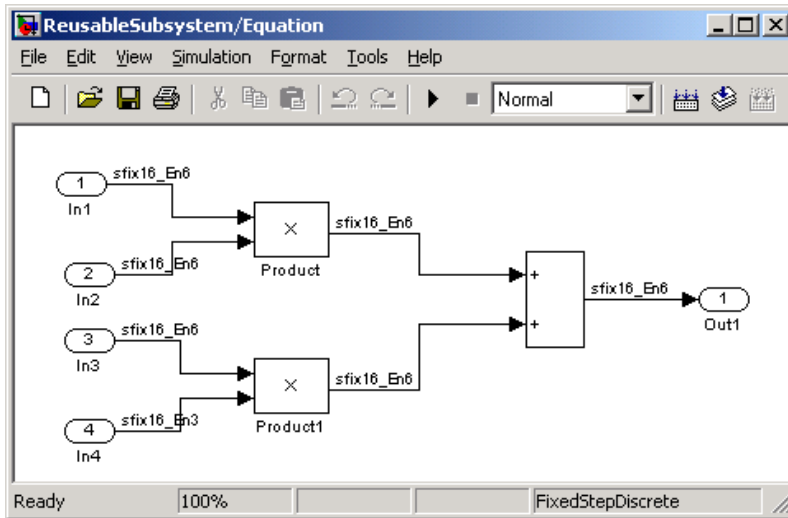 ReusableSubsystem/Equation
File Edit View Simulation Format Tools Help
Normal
1
sfix16_En6
In1
2
sfix16_En6
In2
×
sfix16_En6
Product
3
sfix16_En6
In3
4
sfix16_En3
In4
×
sfix16_En6
Product1
+
+
sfix16_En6
1
Out1
Ready 100% FixedStepDiscrete